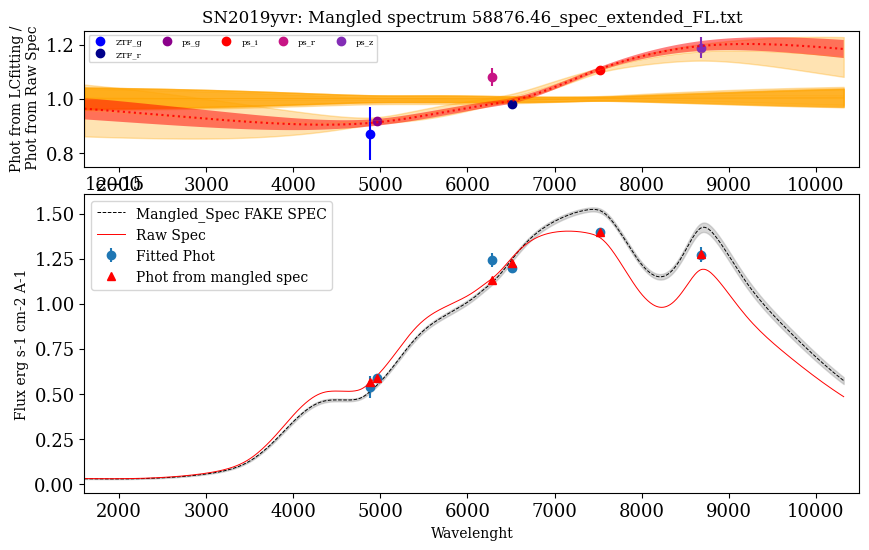 SN2019yvr: Mangled spectrum 58876.46_spec_extended_FL.txt
Phot from LCfitting /
Phot from Raw Spec
ZTF_g
ZTF_r
ps_g
ps_i
ps_r
ps_z
1.2
1.0
0.8
2000 3000 4000 5000 6000 7000 8000 9000 10000
1e−15
Mangled_Spec FAKE SPEC
Raw Spec
Fitted Phot
Phot from mangled spec
Flux erg s-1 cm-2 A-1
1.50
1.25
1.00
0.75
0.50
0.25
0.00
2000 3000 4000 5000 6000 7000 8000 9000 10000
Wavelenght